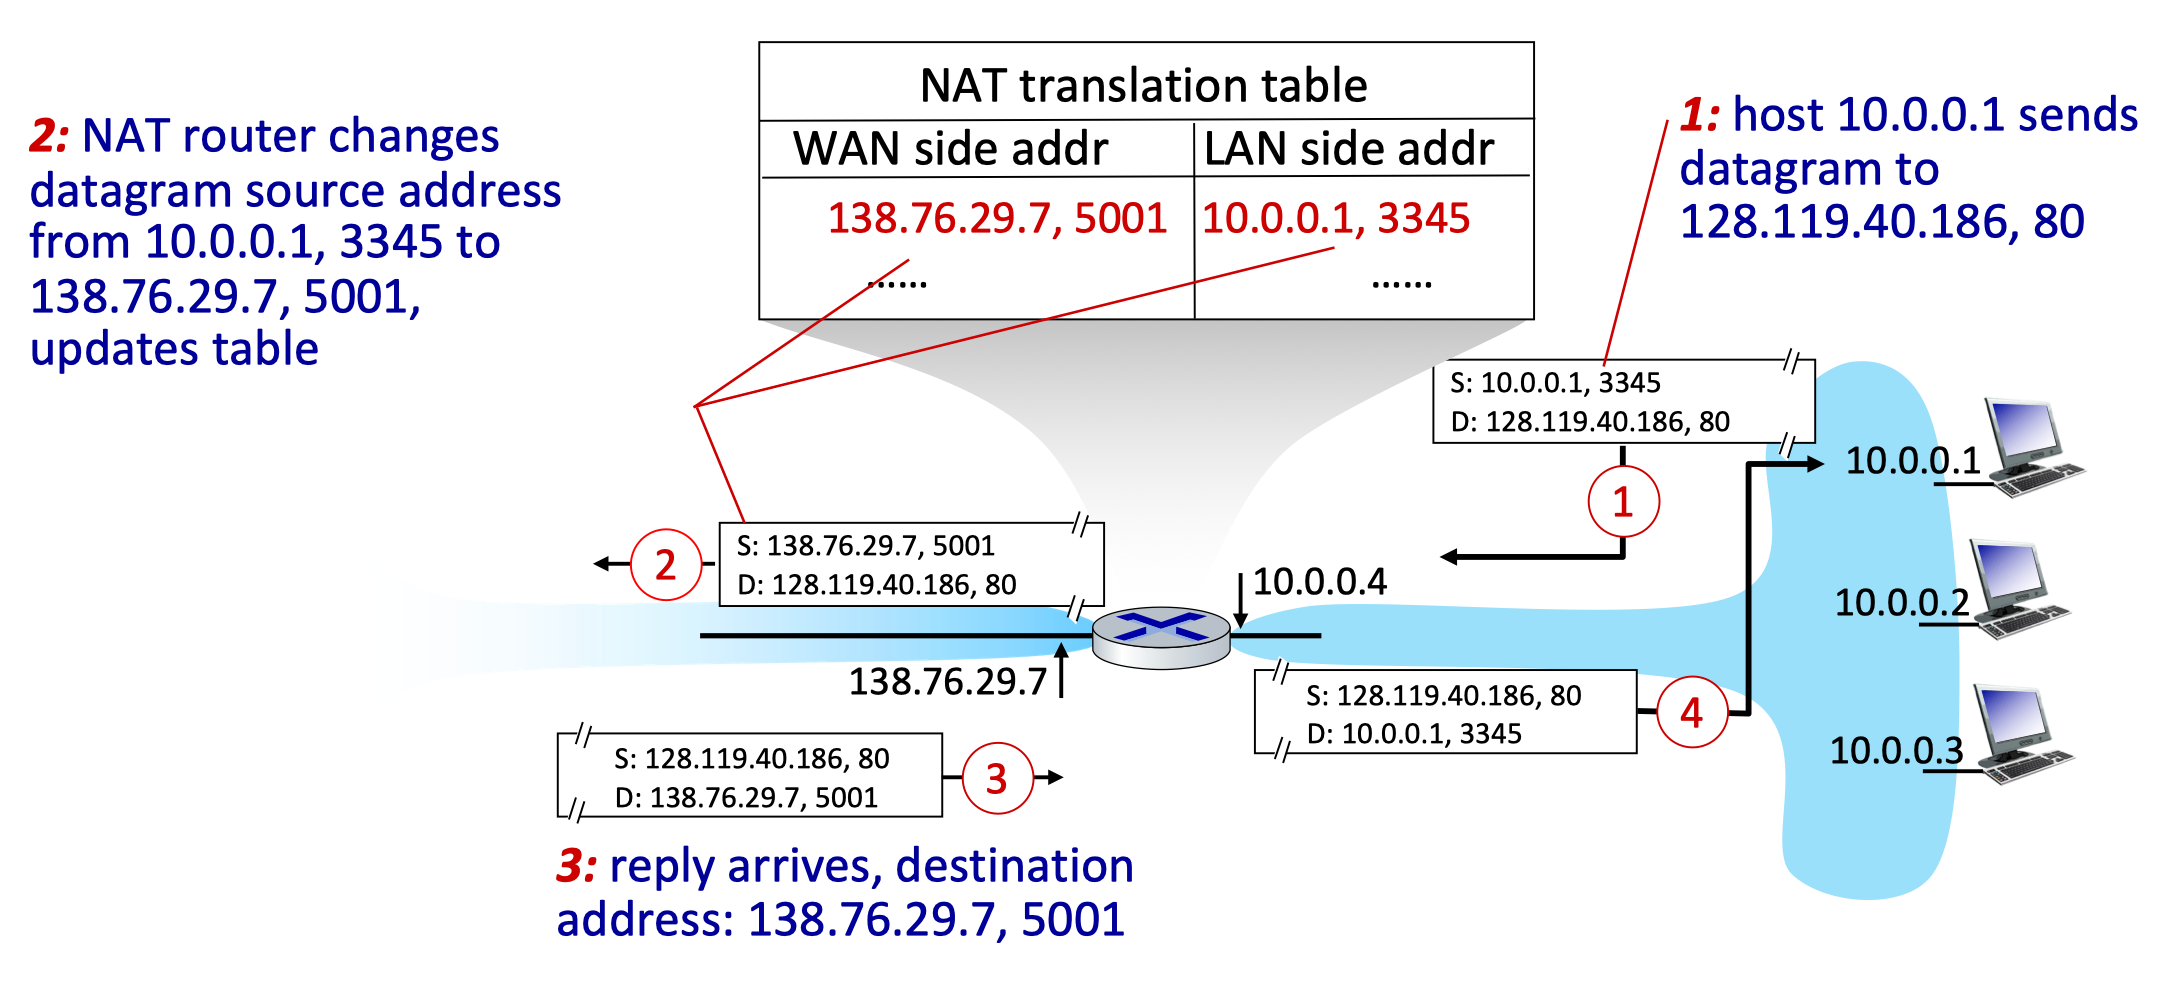 NAT translation table
WAN side addr
LAN side addr
138.76.29.7, 5001
10.0.0.1, 3345
......
......
1: host 10.0.0.1 sends
datagram to
128.119.40.186, 80
2: NAT router changes
datagram source address
from 10.0.0.1, 3345 to
138.76.29.7, 5001,
updates table
S: 10.0.0.1, 3345
D: 128.119.40.186, 80
1
10.0.0.1
2
S: 138.76.29.7, 5001
D: 128.119.40.186, 80
10.0.0.4
10.0.0.2
138.76.29.7
S: 128.119.40.186, 80
D: 10.0.0.1, 3345
4
10.0.0.3
S: 128.119.40.186, 80
D: 138.76.29.7, 5001
3
3: reply arrives, destination
address: 138.76.29.7, 5001